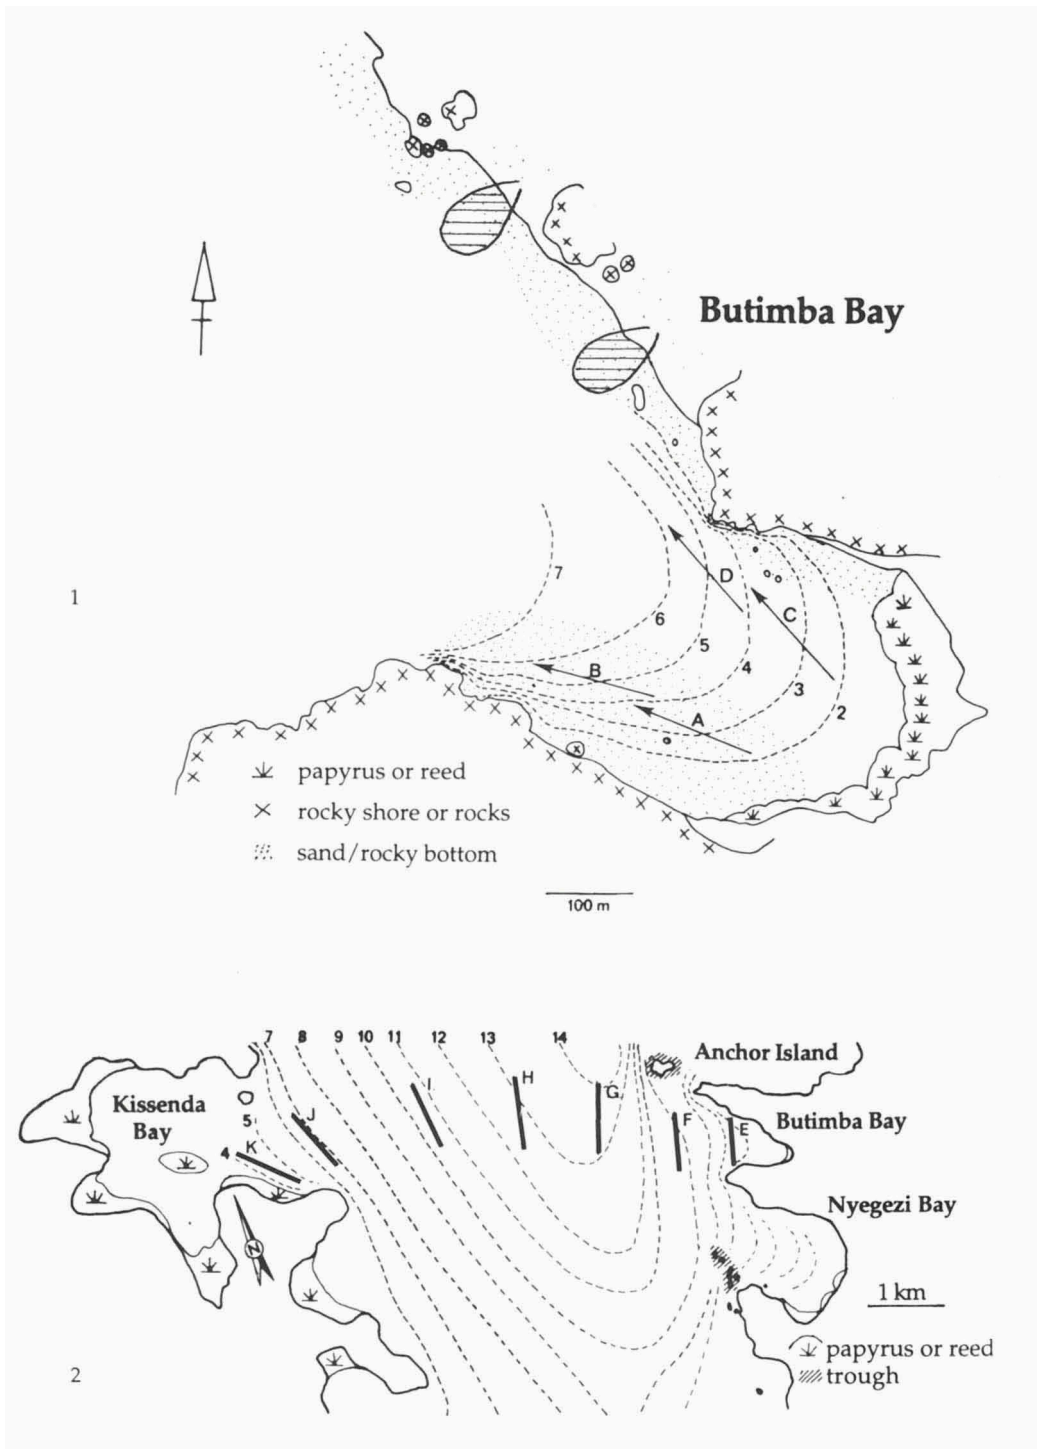 Butimba Bay
1
7
6
5
4
3
2
D
C
B
A
papyrus or reed
rocky shore or rocks
sand/rocky bottom
100 m
7 8 9 10 11 12 13 14
Anchor Island
Kissenda
Bay
5
4
K
J
I
H
G
F
E
Butimba Bay
Nyegezi Bay
N
1 km
papyrus or reed
trough
2